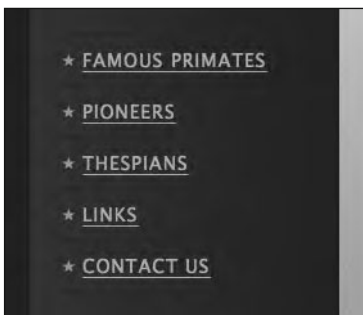 ★ FAMOUS PRIMATES
★ PIONEERS
★ THESPIANS
★ LINKS
★ CONTACT US